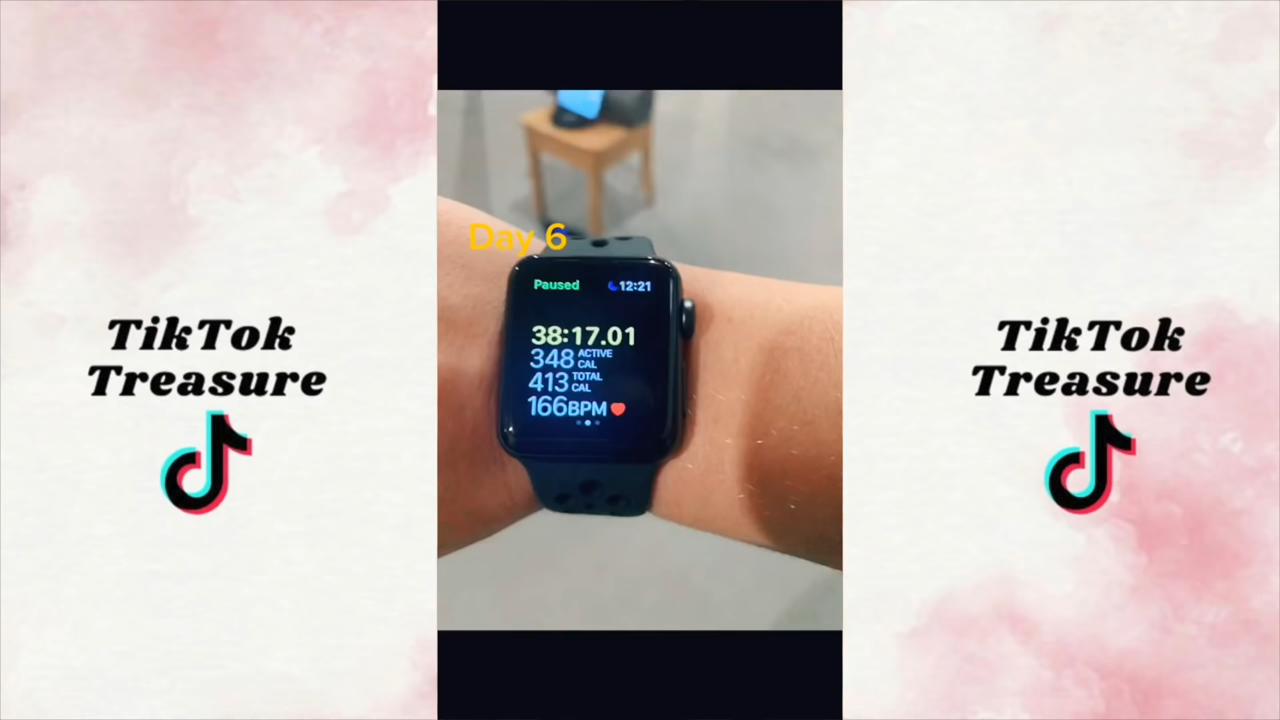 TikTok
Treasure
Day 6
Paused 12:21
38:17.01
348 ACTIVE CAL
413 TOTAL CAL
166BPM
TikTok
Treasure